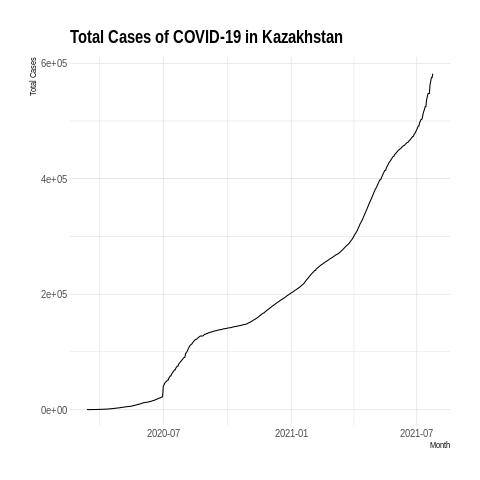 Total Cases of COVID-19 in Kazakhstan
Total Cases
6e+05
4e+05
2e+05
0e+00
2020-07
2021-01
2021-07
Month